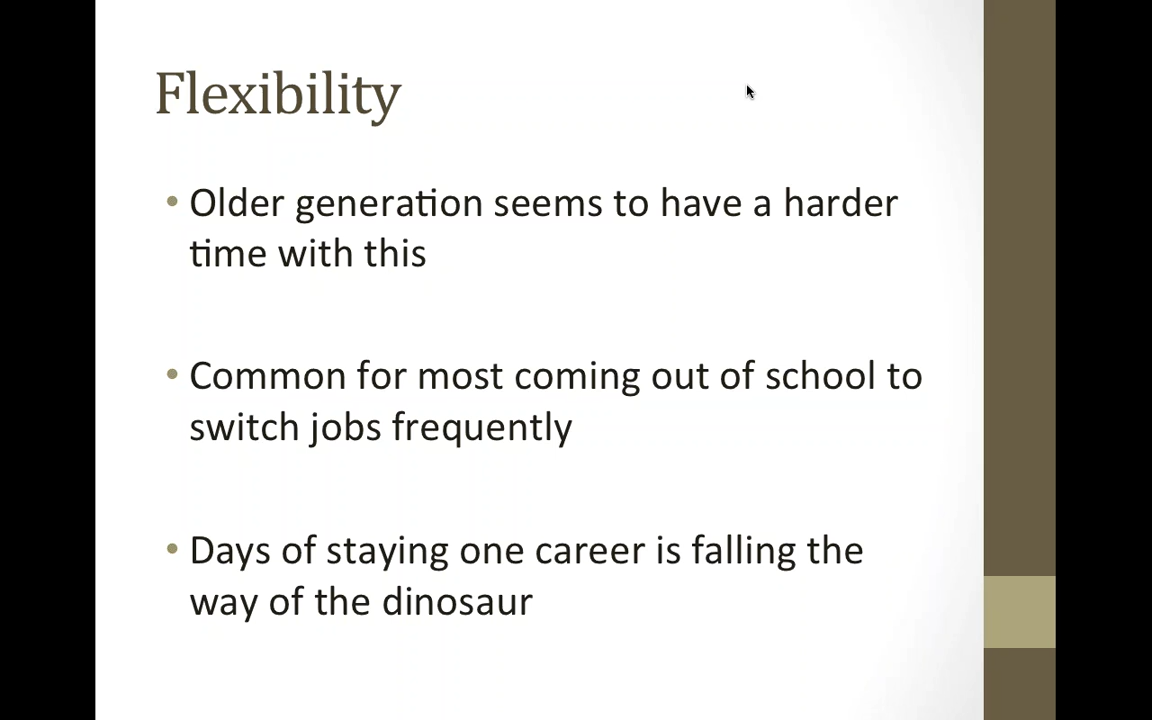 Flexibility
• Older generation seems to have a harder
time with this
• Common for most coming out of school to
switch jobs frequently
• Days of staying one career is falling the
way of the dinosaur